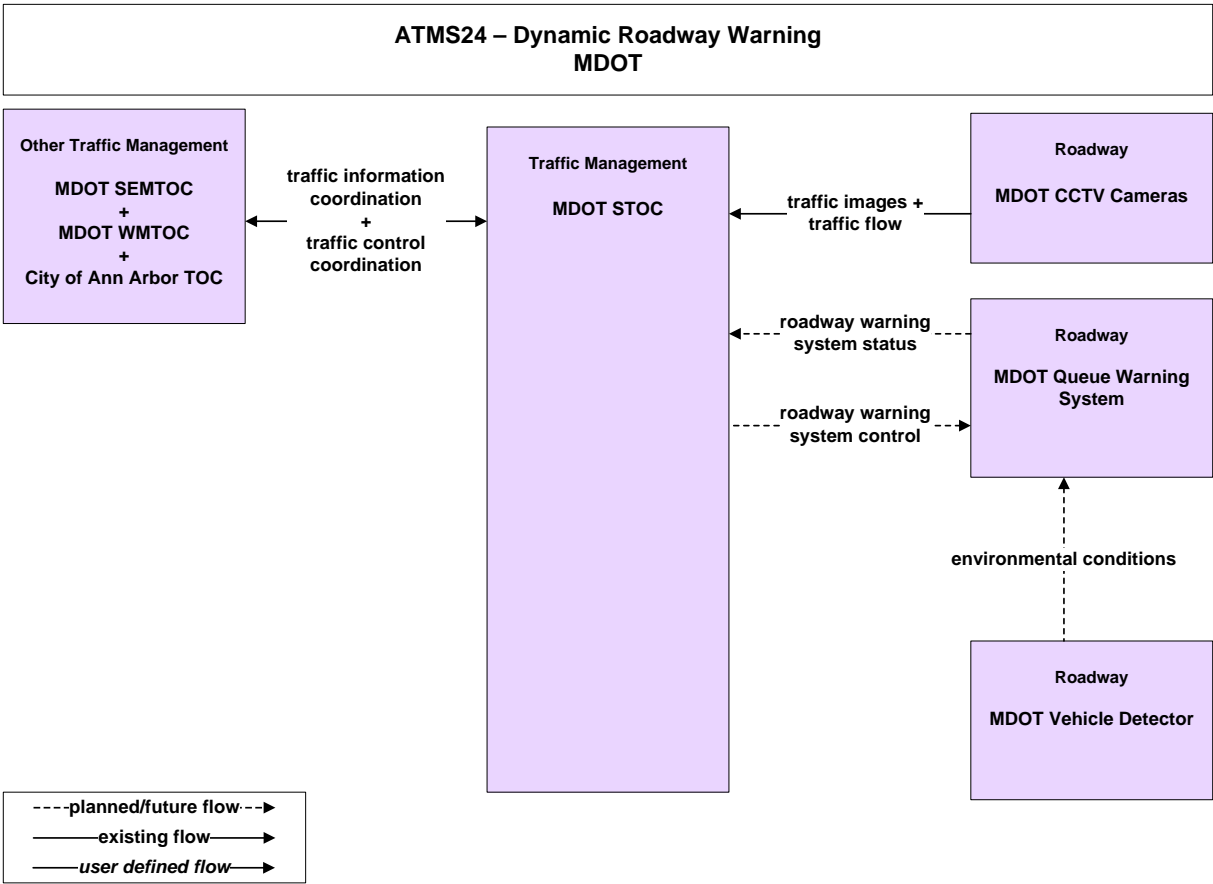 ATMS24 – Dynamic Roadway Warning
MDOT
Other Traffic Management
MDOT SEMTOC
+
MDOT WMTOC
+
City of Ann Arbor TOC
traffic information
coordination
+
traffic control
coordination
Traffic Management
MDOT STOC
traffic images +
traffic flow
Roadway
MDOT CCTV Cameras
roadway warning
system status
roadway warning
system control
Roadway
MDOT Queue Warning
System
environmental conditions
Roadway
MDOT Vehicle Detector
planned/future flow
existing flow
user defined flow